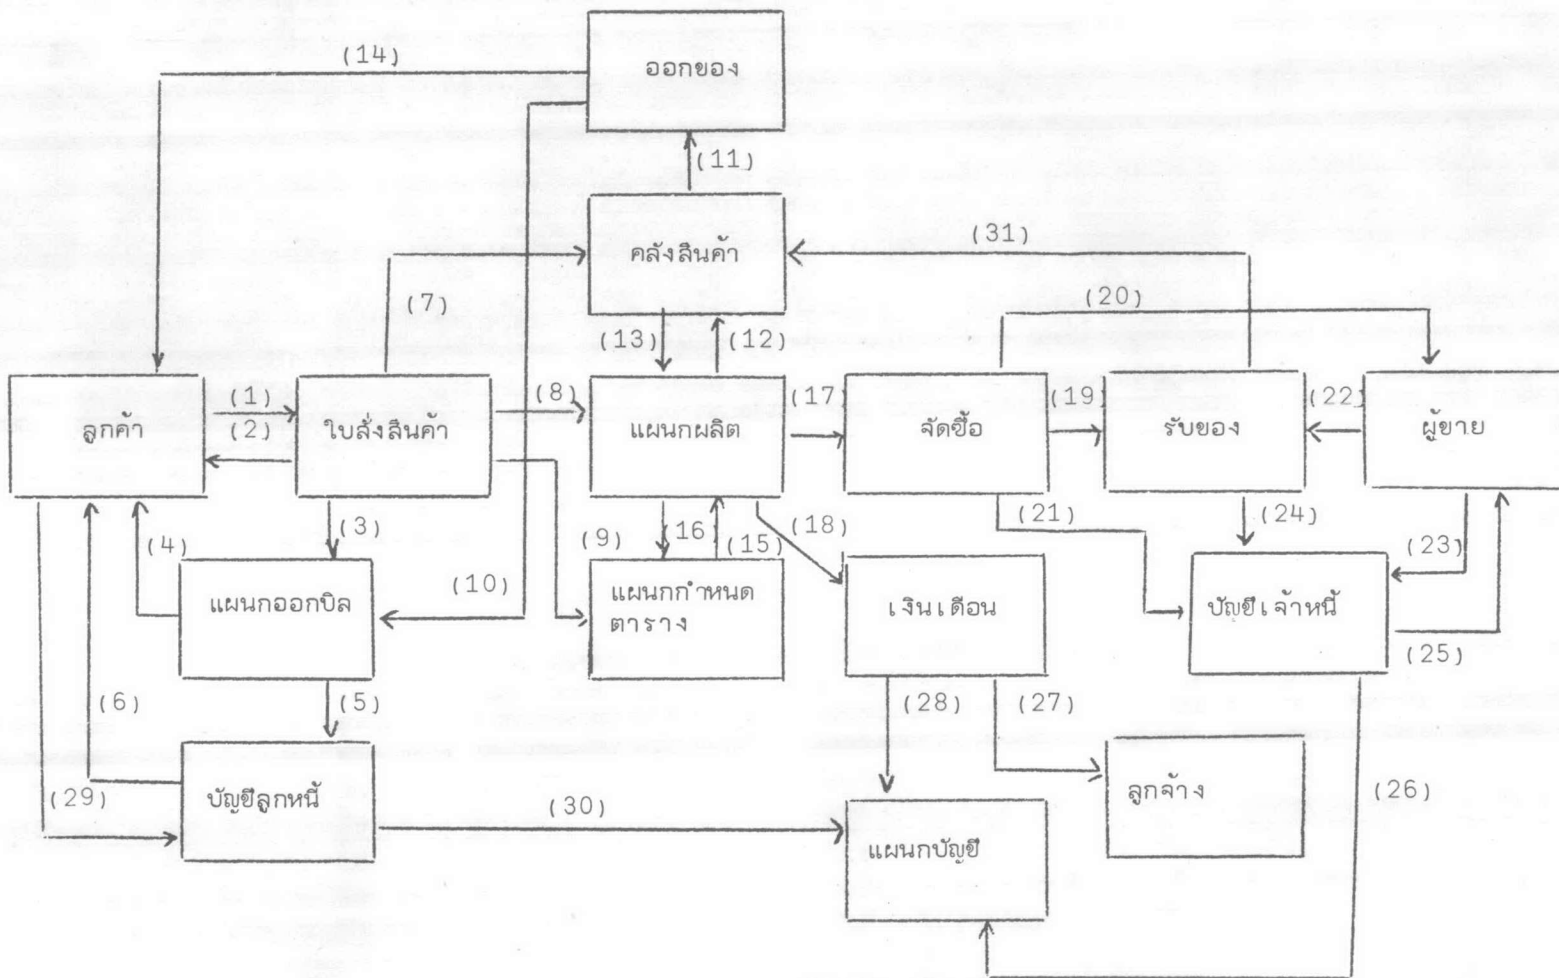 (14)
ออกของ
(11)
คลังสินค้า
(31)
(7)
(20)
(13)
(12)
(1)
(2)
(8)
(17)
(19)
(22)
ลูกค้า
ใบสั่งสินค้า
แผนกผลิต
จัดซื้อ
รับของ
ผู้ขาย
(3)
(4)
(9)
(16)
(15)
(18)
(21)
(24)
(23)
(10)
แผนกออกบิล
แผนกกำหนด
ตาราง
เงินเดือน
บัญชีเจ้าหนี้
(25)
(6)
(5)
(28)
(27)
(29)
บัญชีลูกหนี้
(30)
ลูกจ้าง
(26)
แผนกบัญชี